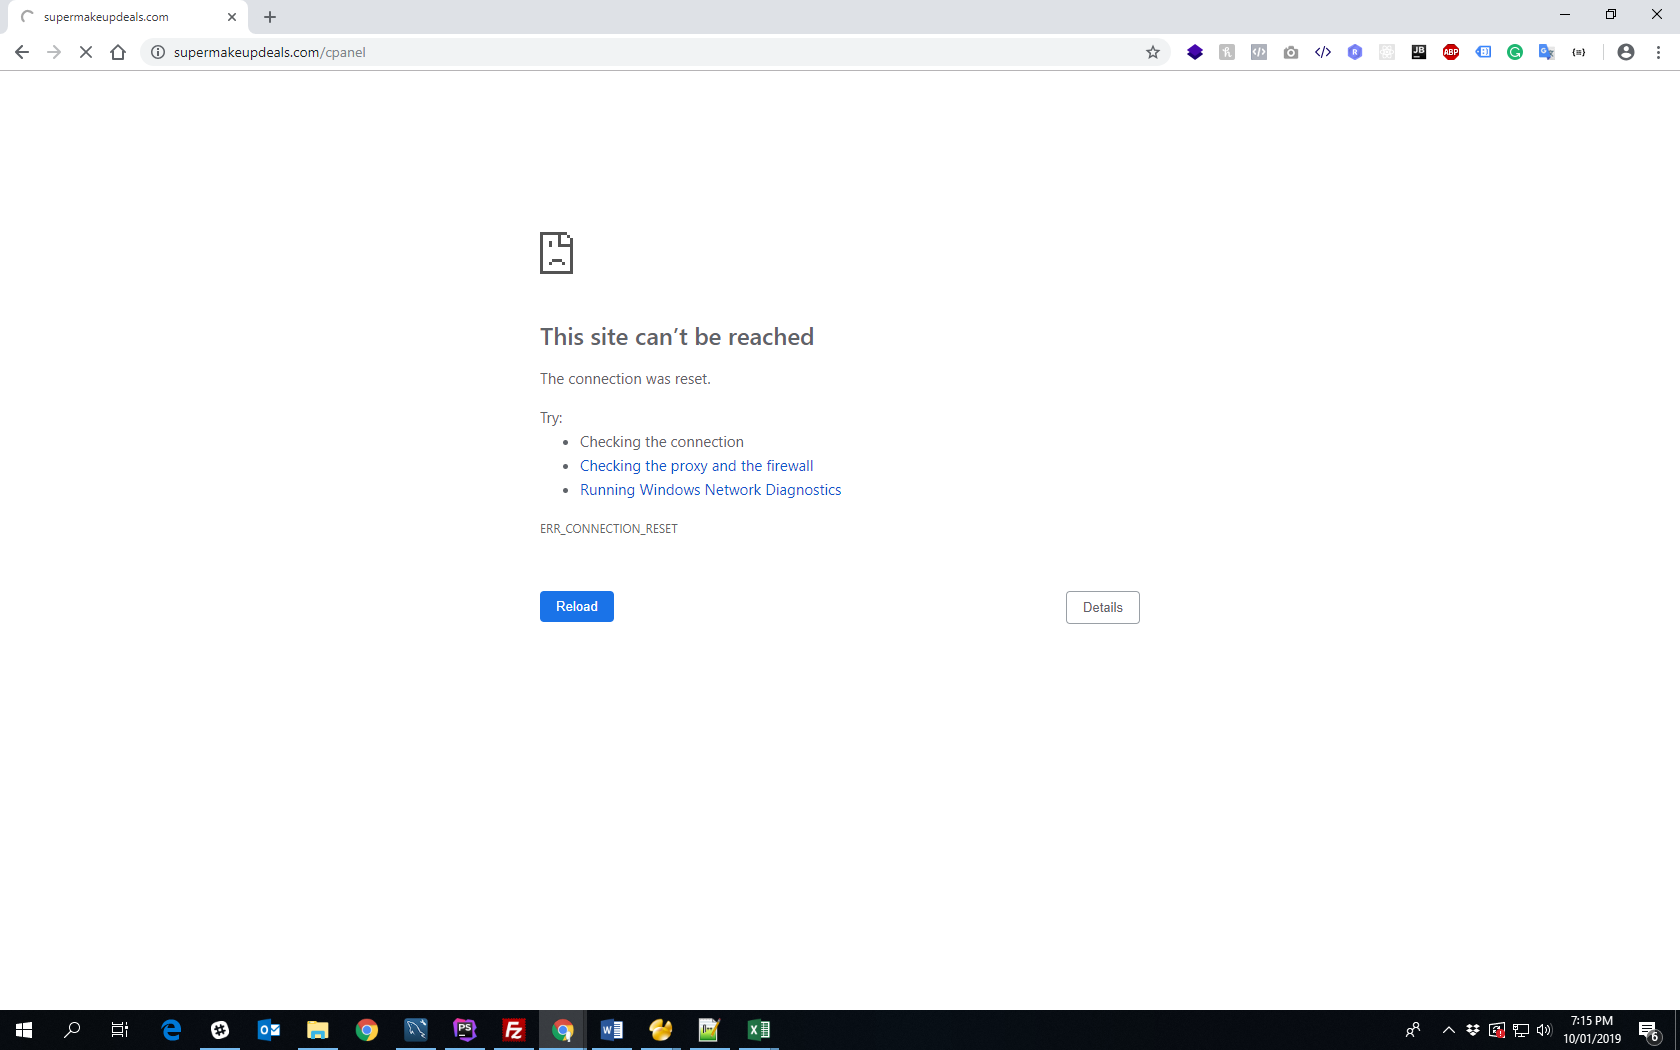 supermakeupdeals.com
supermakeupdeals.com/cpanel
This site can’t be reached
The connection was reset.
Try:
Checking the connection
Checking the proxy and the firewall
Running Windows Network Diagnostics
ERR_CONNECTION_RESET
Reload
Details
7:15 PM
10/01/2019
6